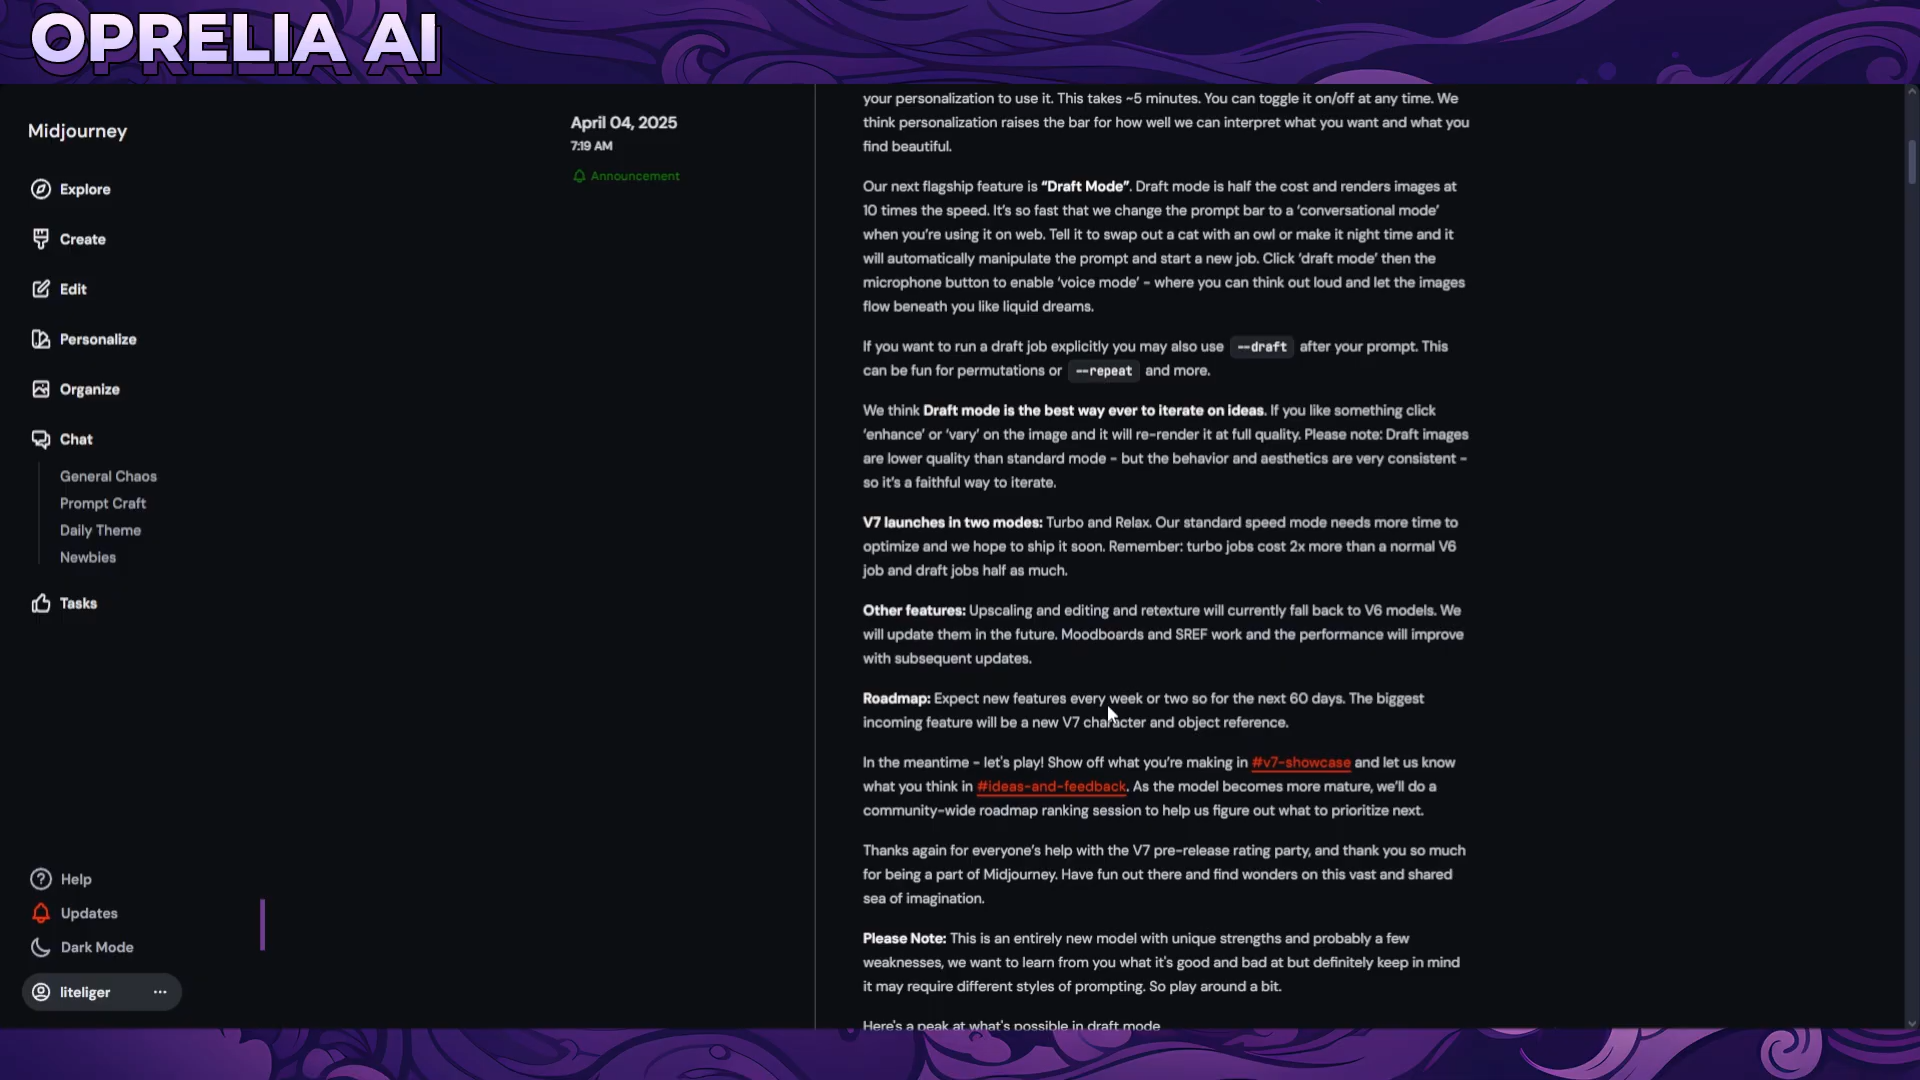 OPRELIA AI
Midjourney
Explore
Create
Edit
Personalize
Organize
Chat
General Chaos
Prompt Craft
Daily Theme
Newbies
Tasks
Help
Updates
Dark Mode
liteliger ...
April 04, 2025
7:19 AM
Announcement
your personalization to use it. This takes ~5 minutes. You can toggle it on/off at any time. We
think personalization raises the bar for how well we can interpret what you want and what you
find beautiful.
Our next flagship feature is “Draft Mode”. Draft mode is half the cost and renders images at
10 times the speed. It’s so fast that we change the prompt bar to a ‘conversational mode’
when you’re using it on web. Tell it to swap out a cat with an owl or make it night time and it
will automatically manipulate the prompt and start a new job. Click ‘draft mode’ then the
microphone button to enable ‘voice mode’ - where you can think out loud and let the images
flow beneath you like liquid dreams.
If you want to run a draft job explicitly you may also use --draft after your prompt. This
can be fun for permutations or --repeat and more.
We think Draft mode is the best way ever to iterate on ideas. If you like something click
‘enhance’ or ‘vary’ on the image and it will re-render it at full quality. Please note: Draft images
are lower quality than standard mode - but the behavior and aesthetics are very consistent -
so it’s a faithful way to iterate.
V7 launches in two modes: Turbo and Relax. Our standard speed mode needs more time to
optimize and we hope to ship it soon. Remember: turbo jobs cost 2x more than a normal V6
job and draft jobs half as much.
Other features: Upscaling and editing and retexture will currently fall back to V6 models. We
will update them in the future. Moodboards and SREF work and the performance will improve
with subsequent updates.
Roadmap: Expect new features every week or two so for the next 60 days. The biggest
incoming feature will be a new V7 character and object reference.
In the meantime - let's play! Show off what you’re making in #v7-showcase and let us know
what you think in #ideas-and-feedback. As the model becomes more mature, we’ll do a
community-wide roadmap ranking session to help us figure out what to prioritize next.
Thanks again for everyone’s help with the V7 pre-release rating party, and thank you so much
for being a part of Midjourney. Have fun out there and find wonders on this vast and shared
sea of imagination.
Please Note: This is an entirely new model with unique strengths and probably a few
weaknesses, we want to learn from you what it's good and bad at but definitely keep in mind
it may require different styles of prompting. So play around a bit.
Here's a peak at what's possible in draft mode